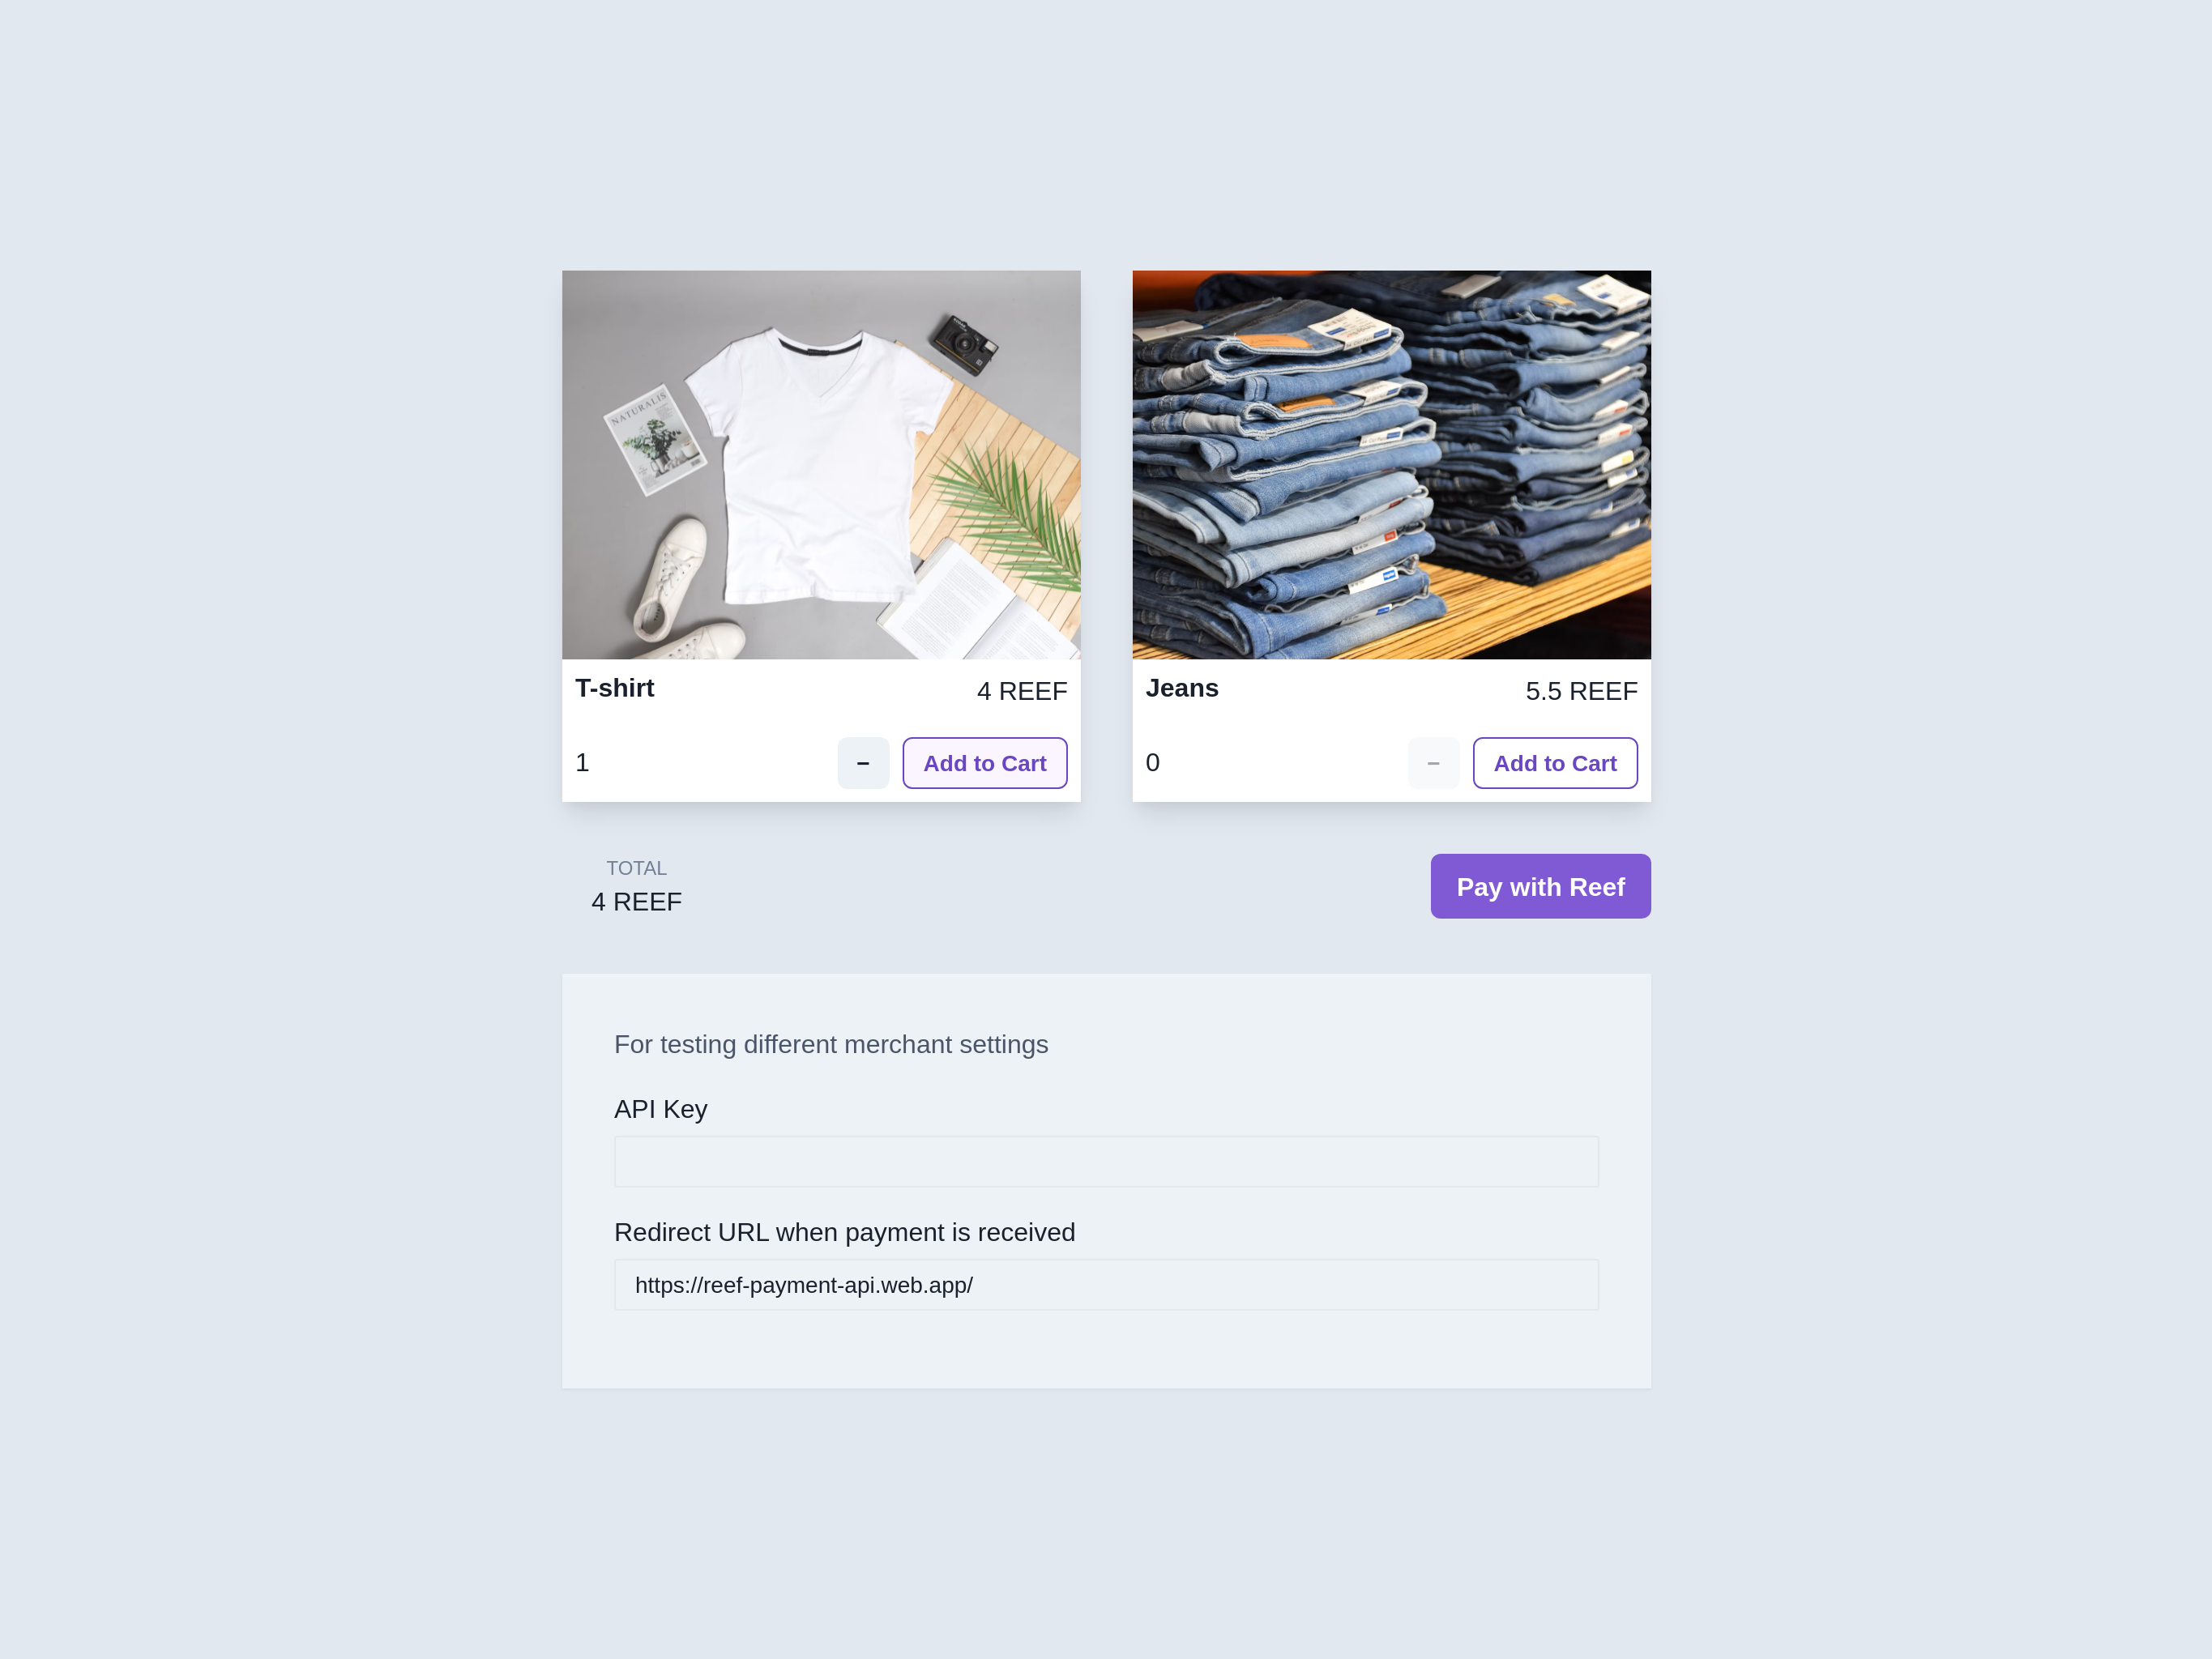 NATURALIS
T-shirt
4 REEF
1
–
Add to Cart
Jeans
5.5 REEF
0
–
Add to Cart
TOTAL
4 REEF
Pay with Reef
For testing different merchant settings
API Key
Redirect URL when payment is received
https://reef-payment-api.web.app/